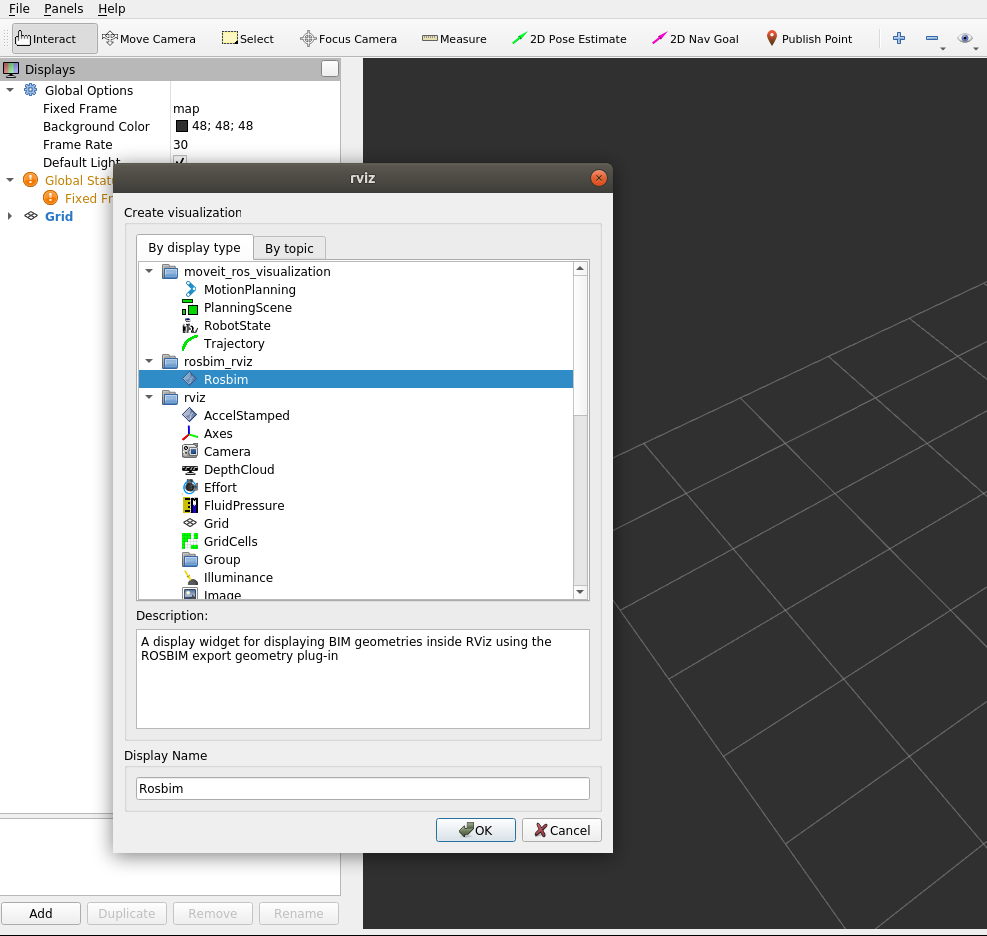 File Panels Help
Interact Move Camera Select Focus Camera Measure 2D Pose Estimate 2D Nav Goal Publish Point
Displays
Global Options
Fixed Frame map
Background Color 48; 48; 48
Frame Rate 30
Default Light
Global Statu
Fixed Fr
Grid
rviz
Create visualization
By display type By topic
moveit_ros_visualization
MotionPlanning
PlanningScene
RobotState
Trajectory
rosbim_rviz
Rosbim
rviz
AccelStamped
Axes
Camera
DepthCloud
Effort
FluidPressure
Grid
GridCells
Group
Illuminance
Image
Description:
A display widget for displaying BIM geometries inside RViz using the
ROSBIM export geometry plug-in
Display Name
Rosbim
OK Cancel
Add Duplicate Remove Rename